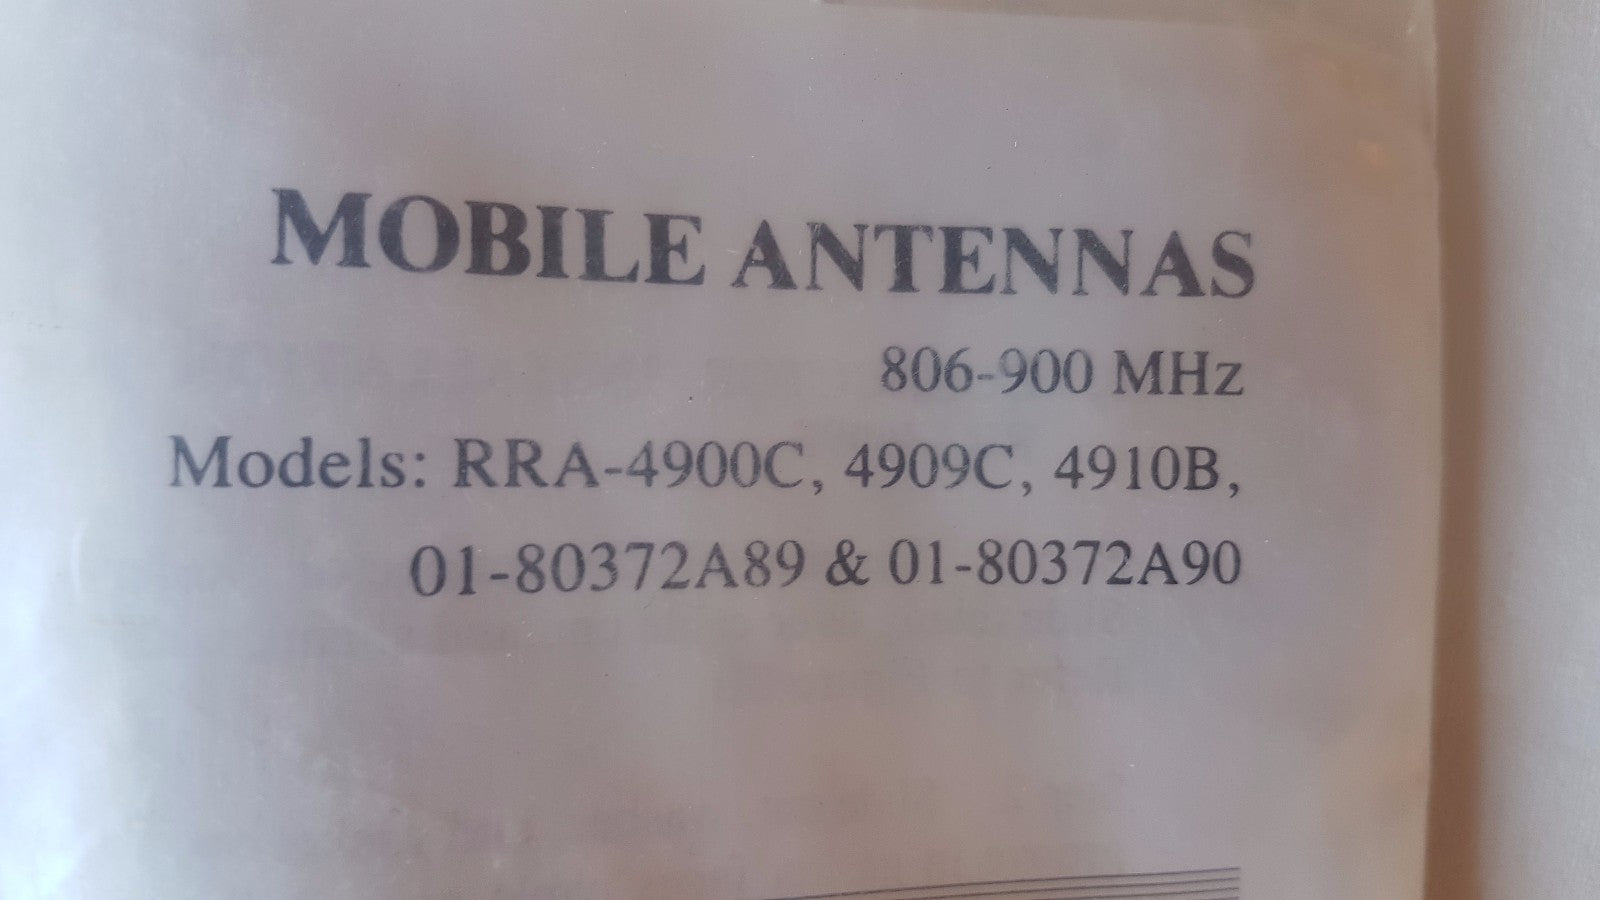 MOBILE ANTENNAS
806-900 MHz
Models: RRA-4900C, 4909C, 4910B,
01-80372A89 & 01-80372A90